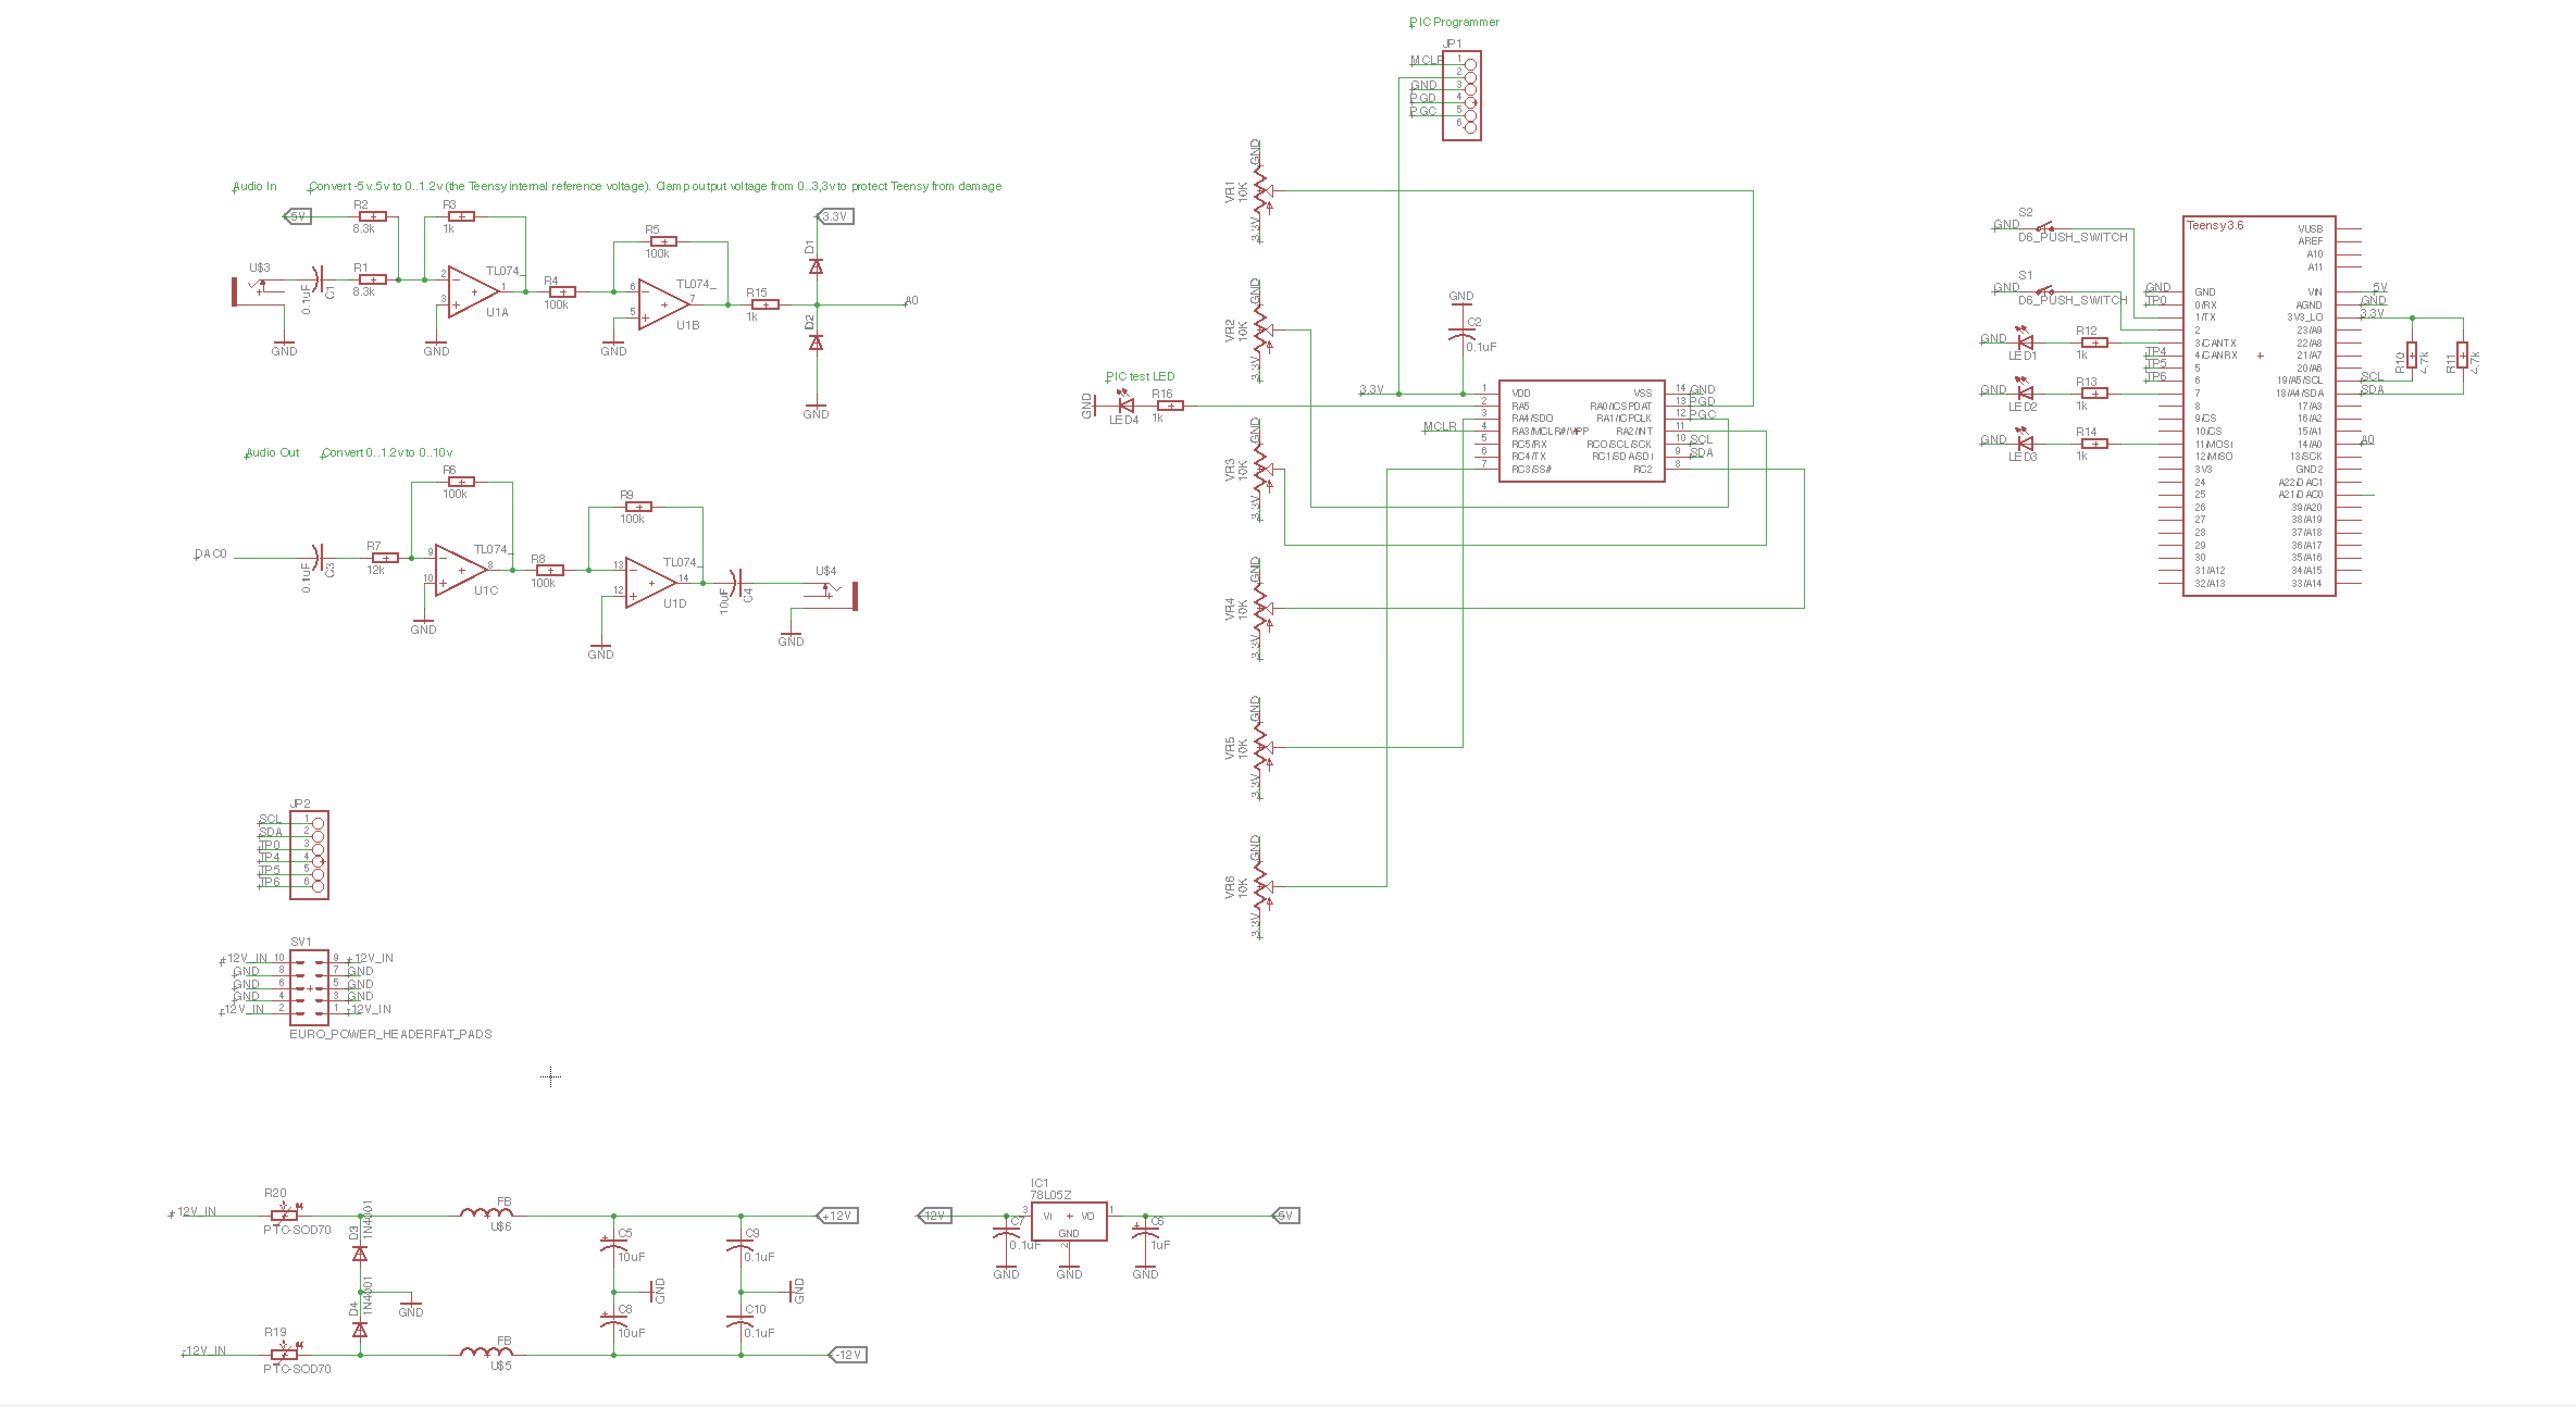 PIC Programmer
JP1
MCLR 1
2
GND 3
PGD 4
PGC 5
6
Audio In Convert -5v..5v to 0..1.2v (the Teensy internal reference voltage). Clamp output voltage from 0..3,3v to protect Teensy from damage
5V
R2
8.3k
R3
1k
R5
100k
3.3V
D1
U$3
0.1uF
C1
R1
8.3k
2
3
1
TL074_
U1A
R4
100k
6
5
7
TL074_
U1B
R15
1k
A0
D2
GND
GND
GND
GND
Audio Out Convert 0..1.2v to 0..10v
R6
100k
R9
100k
DAC0
0.1uF
C3
R7
12k
9
10
8
TL074_
U1C
R8
100k
13
12
14
TL074_
U1D
10uF
C4
U$4
GND
GND
GND
GND
VR1
10K
3.3V
GND
VR2
10K
3.3V
GND
VR3
10K
3.3V
GND
VR4
10K
3.3V
GND
VR5
10K
3.3V
GND
VR6
10K
3.3V
PIC test LED
GND
LED4
R16
1k
GND
C2
0.1uF
3.3V
MCLR
1 VDD VSS 14 GND
2 RA5 RA0/ICSPDAT 13 PGD
3 RA4/SDO RA1/ICPCLK 12 PGC
4 RA3/MCLR#/VPP RA2/INT 11
5 RC5/RX RC0/SCL/SCK 10 SCL
6 RC4/TX RC1/SDA/SDI 9 SDA
7 RC3/SS# RC2 8
S2
GND
D6_PUSH_SWITCH
S1
GND
D6_PUSH_SWITCH
GND
LED1
R12
1k
GND
LED2
R13
1k
GND
LED3
R14
1k
Teensy3.6
VUSB
AREF
A10
A11
GND GND VIN 5V
TP0 0/RX AGND GND
1/TX 3V3_LO 3.3V
2 23/A9
3/CANTX 22/A8
TP4 4/CANRX 21/A7
TP5 5 20/A6
TP6 6 19/A5/SCL SCL
7 18/A4/SDA SDA
8 17/A3
9/CS 16/A2
10/CS 15/A1
11/MOSI 14/A0 A0
12/MISO 13/SCK
3V3 GND2
24 A22/DAC1
25 A21/DAC0
26 39/A20
27 38/A19
28 37/A18
29 36/A17
30 35/A16
31/A12 34/A15
32/A13 33/A14
R10
4.7k
R11
4.7k
JP2
SCL 1
SDA 2
TP0 3
TP4 4
TP5 5
TP6 6
SV1
+12V_IN 10 9 +12V_IN
GND 8 7 GND
GND 6 5 GND
GND 4 3 GND
-12V_IN 2 1 -12V_IN
EURO_POWER_HEADERFAT_PADS
+12V_IN
R20
PTC-SOD70
D3
1N4001
FB
U$6
C5
10uF
C9
0.1uF
+12V
GND
GND
GND
D4
1N4001
C8
10uF
C10
0.1uF
-12V_IN
R19
PTC-SOD70
FB
U$5
-12V
12V
C7
0.1uF
IC1
78L05Z
3 VI VO 1
GND
2
C6
1uF
5V
GND
GND
GND